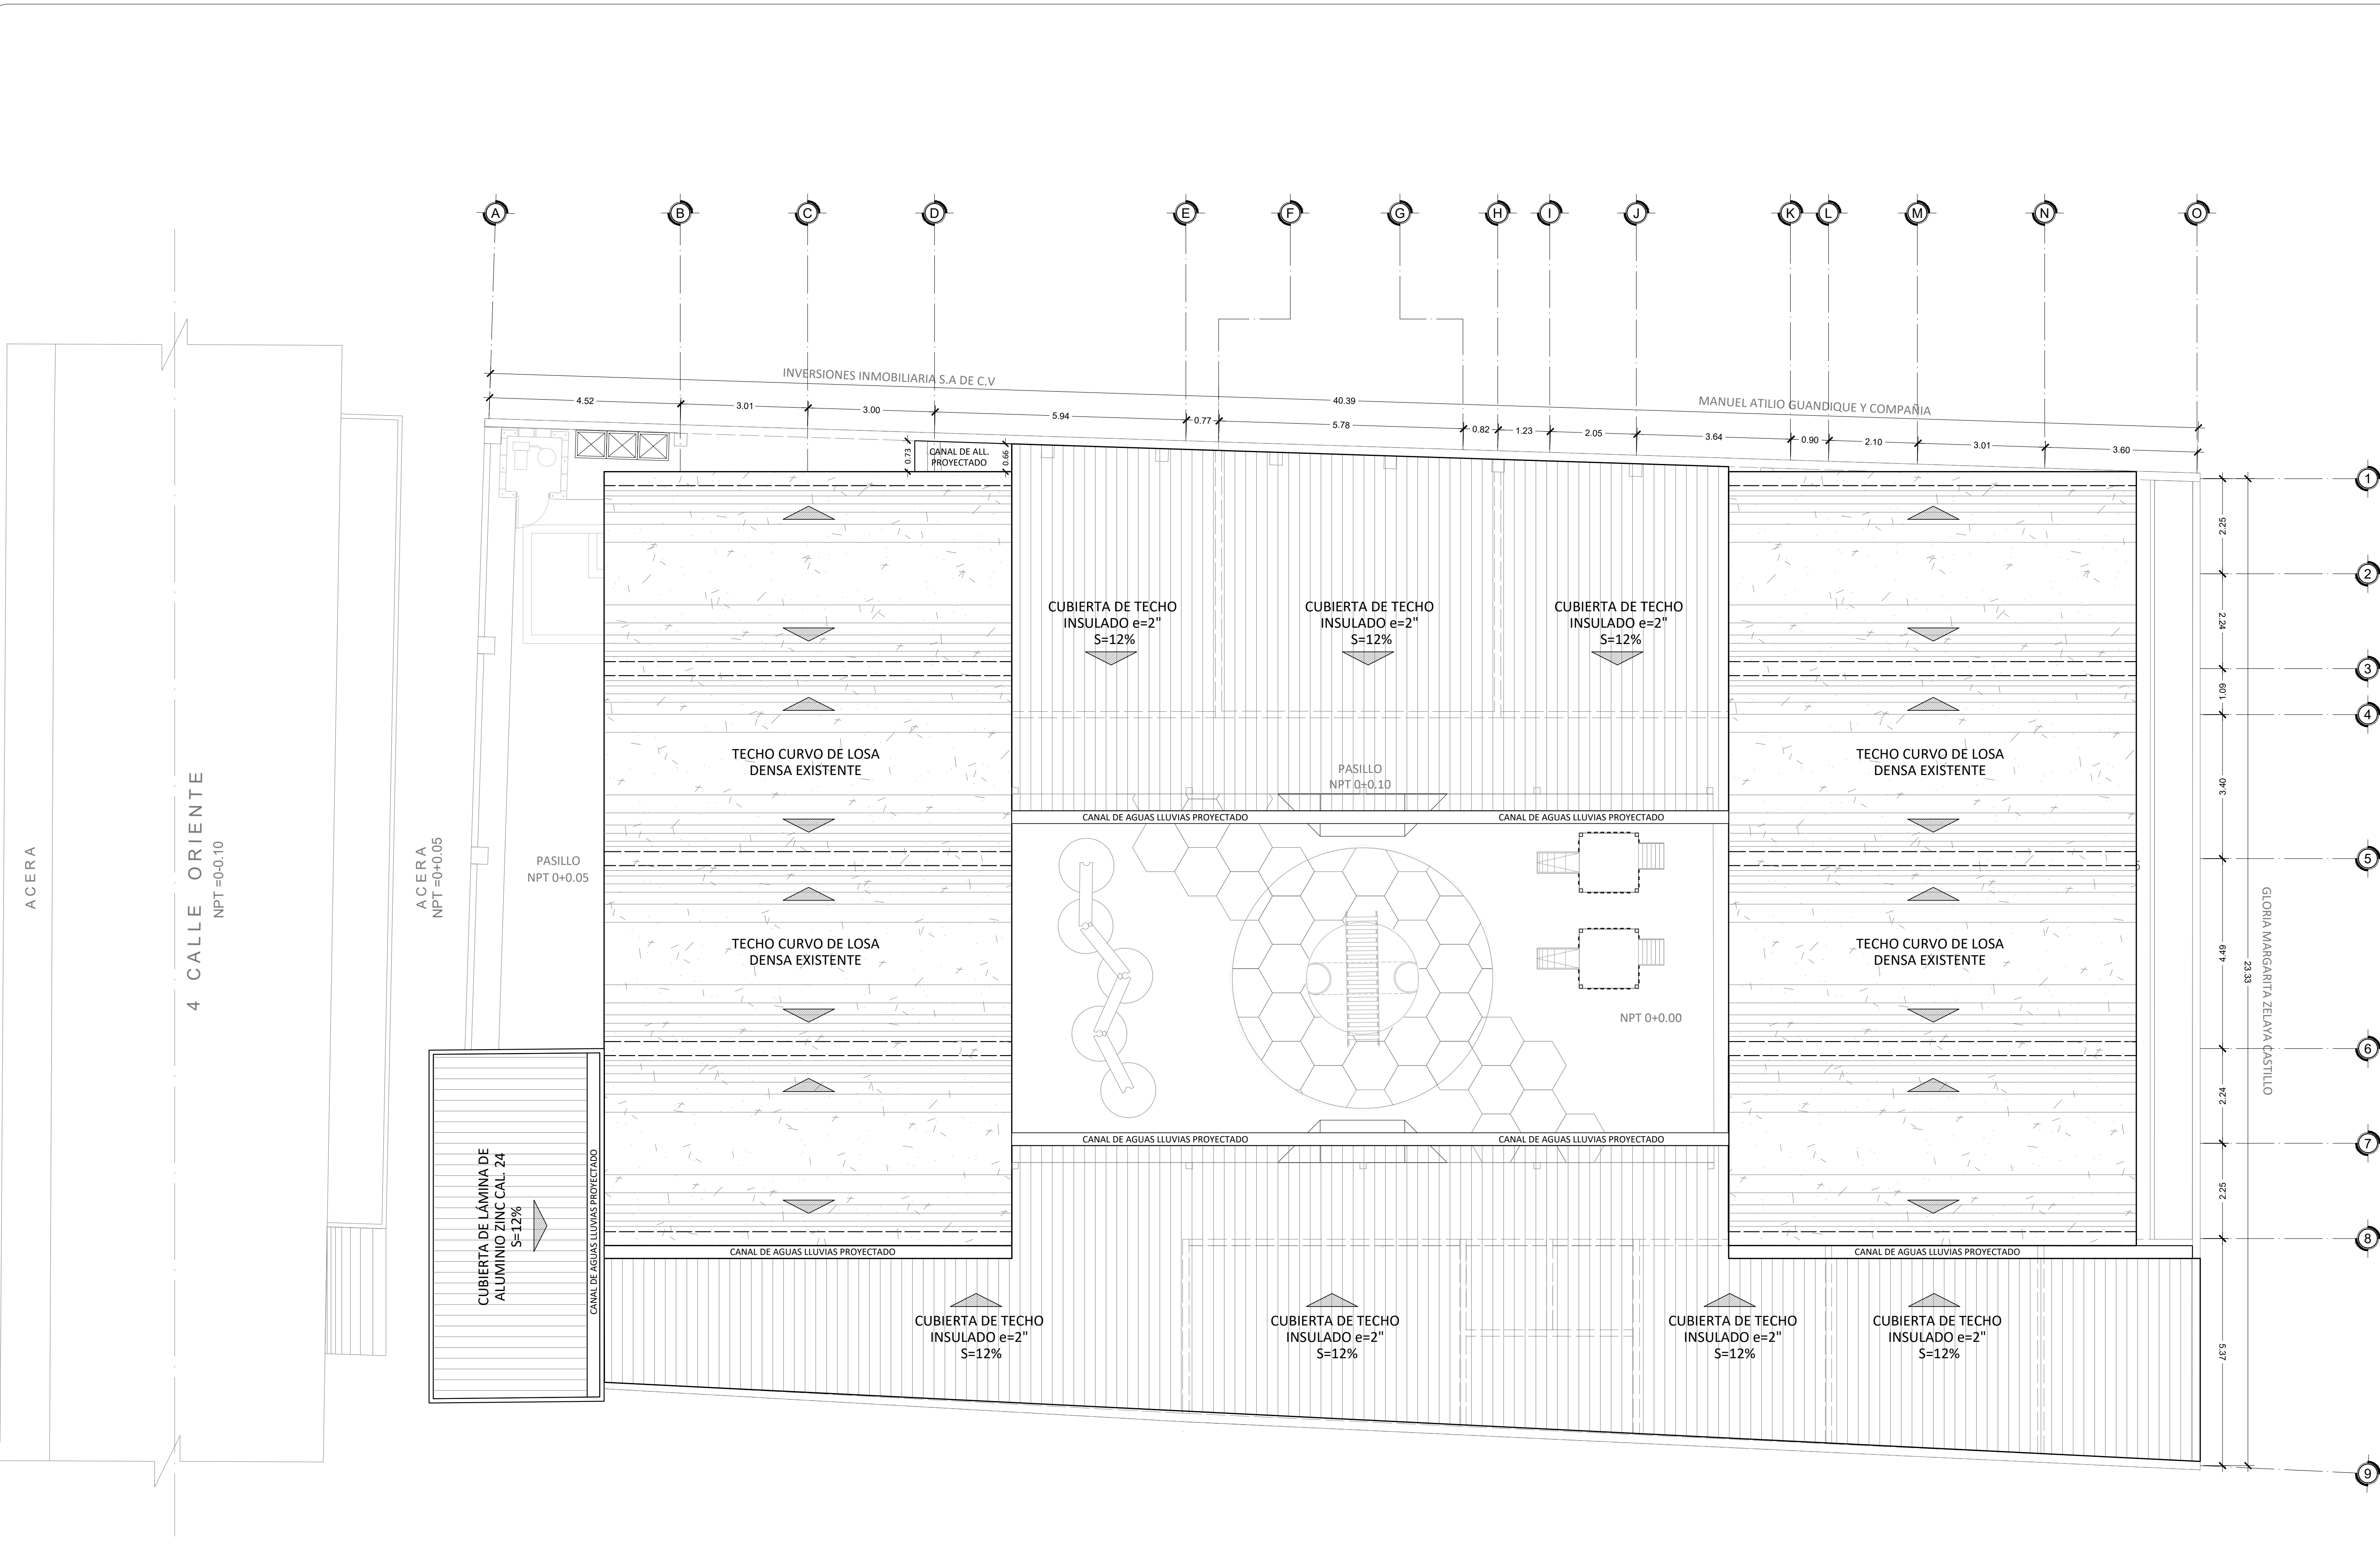 A
B
C
D
E
F
G
H
I
J
K
L
M
N
O
INVERSIONES INMOBILIARIA S.A DE C.V
40.39
MANUEL ATILIO GUANDIQUE Y COMPAÑIA
4.52
3.01
3.00
5.94
0.77
5.78
0.82
1.23
2.05
3.64
0.90
2.10
3.01
3.60
0.73
CANAL DE ALL.
PROYECTADO
0.66
1
2
3
4
5
6
7
8
9
2.25
2.24
1.09
3.40
4.49
2.24
2.25
5.37
23.33
GLORIA MARGARITA ZELAYA CASTILLO
CUBIERTA DE TECHO
INSULADO e=2"
S=12%
CUBIERTA DE TECHO
INSULADO e=2"
S=12%
CUBIERTA DE TECHO
INSULADO e=2"
S=12%
TECHO CURVO DE LOSA
DENSA EXISTENTE
TECHO CURVO DE LOSA
DENSA EXISTENTE
PASILLO
NPT 0+0.10
CANAL DE AGUAS LLUVIAS PROYECTADO
CANAL DE AGUAS LLUVIAS PROYECTADO
ACERA
4 CALLE ORIENTE
NPT =0-0.10
ACERA
NPT =0+0.05
PASILLO
NPT 0+0.05
TECHO CURVO DE LOSA
DENSA EXISTENTE
TECHO CURVO DE LOSA
DENSA EXISTENTE
NPT 0+0.00
CANAL DE AGUAS LLUVIAS PROYECTADO
CANAL DE AGUAS LLUVIAS PROYECTADO
CUBIERTA DE LÁMINA DE
ALUMINIO ZINC CAL. 24
S=12%
CANAL DE AGUAS LLUVIAS PROYECTADO
CANAL DE AGUAS LLUVIAS PROYECTADO
CANAL DE AGUAS LLUVIAS PROYECTADO
CUBIERTA DE TECHO
INSULADO e=2"
S=12%
CUBIERTA DE TECHO
INSULADO e=2"
S=12%
CUBIERTA DE TECHO
INSULADO e=2"
S=12%
CUBIERTA DE TECHO
INSULADO e=2"
S=12%